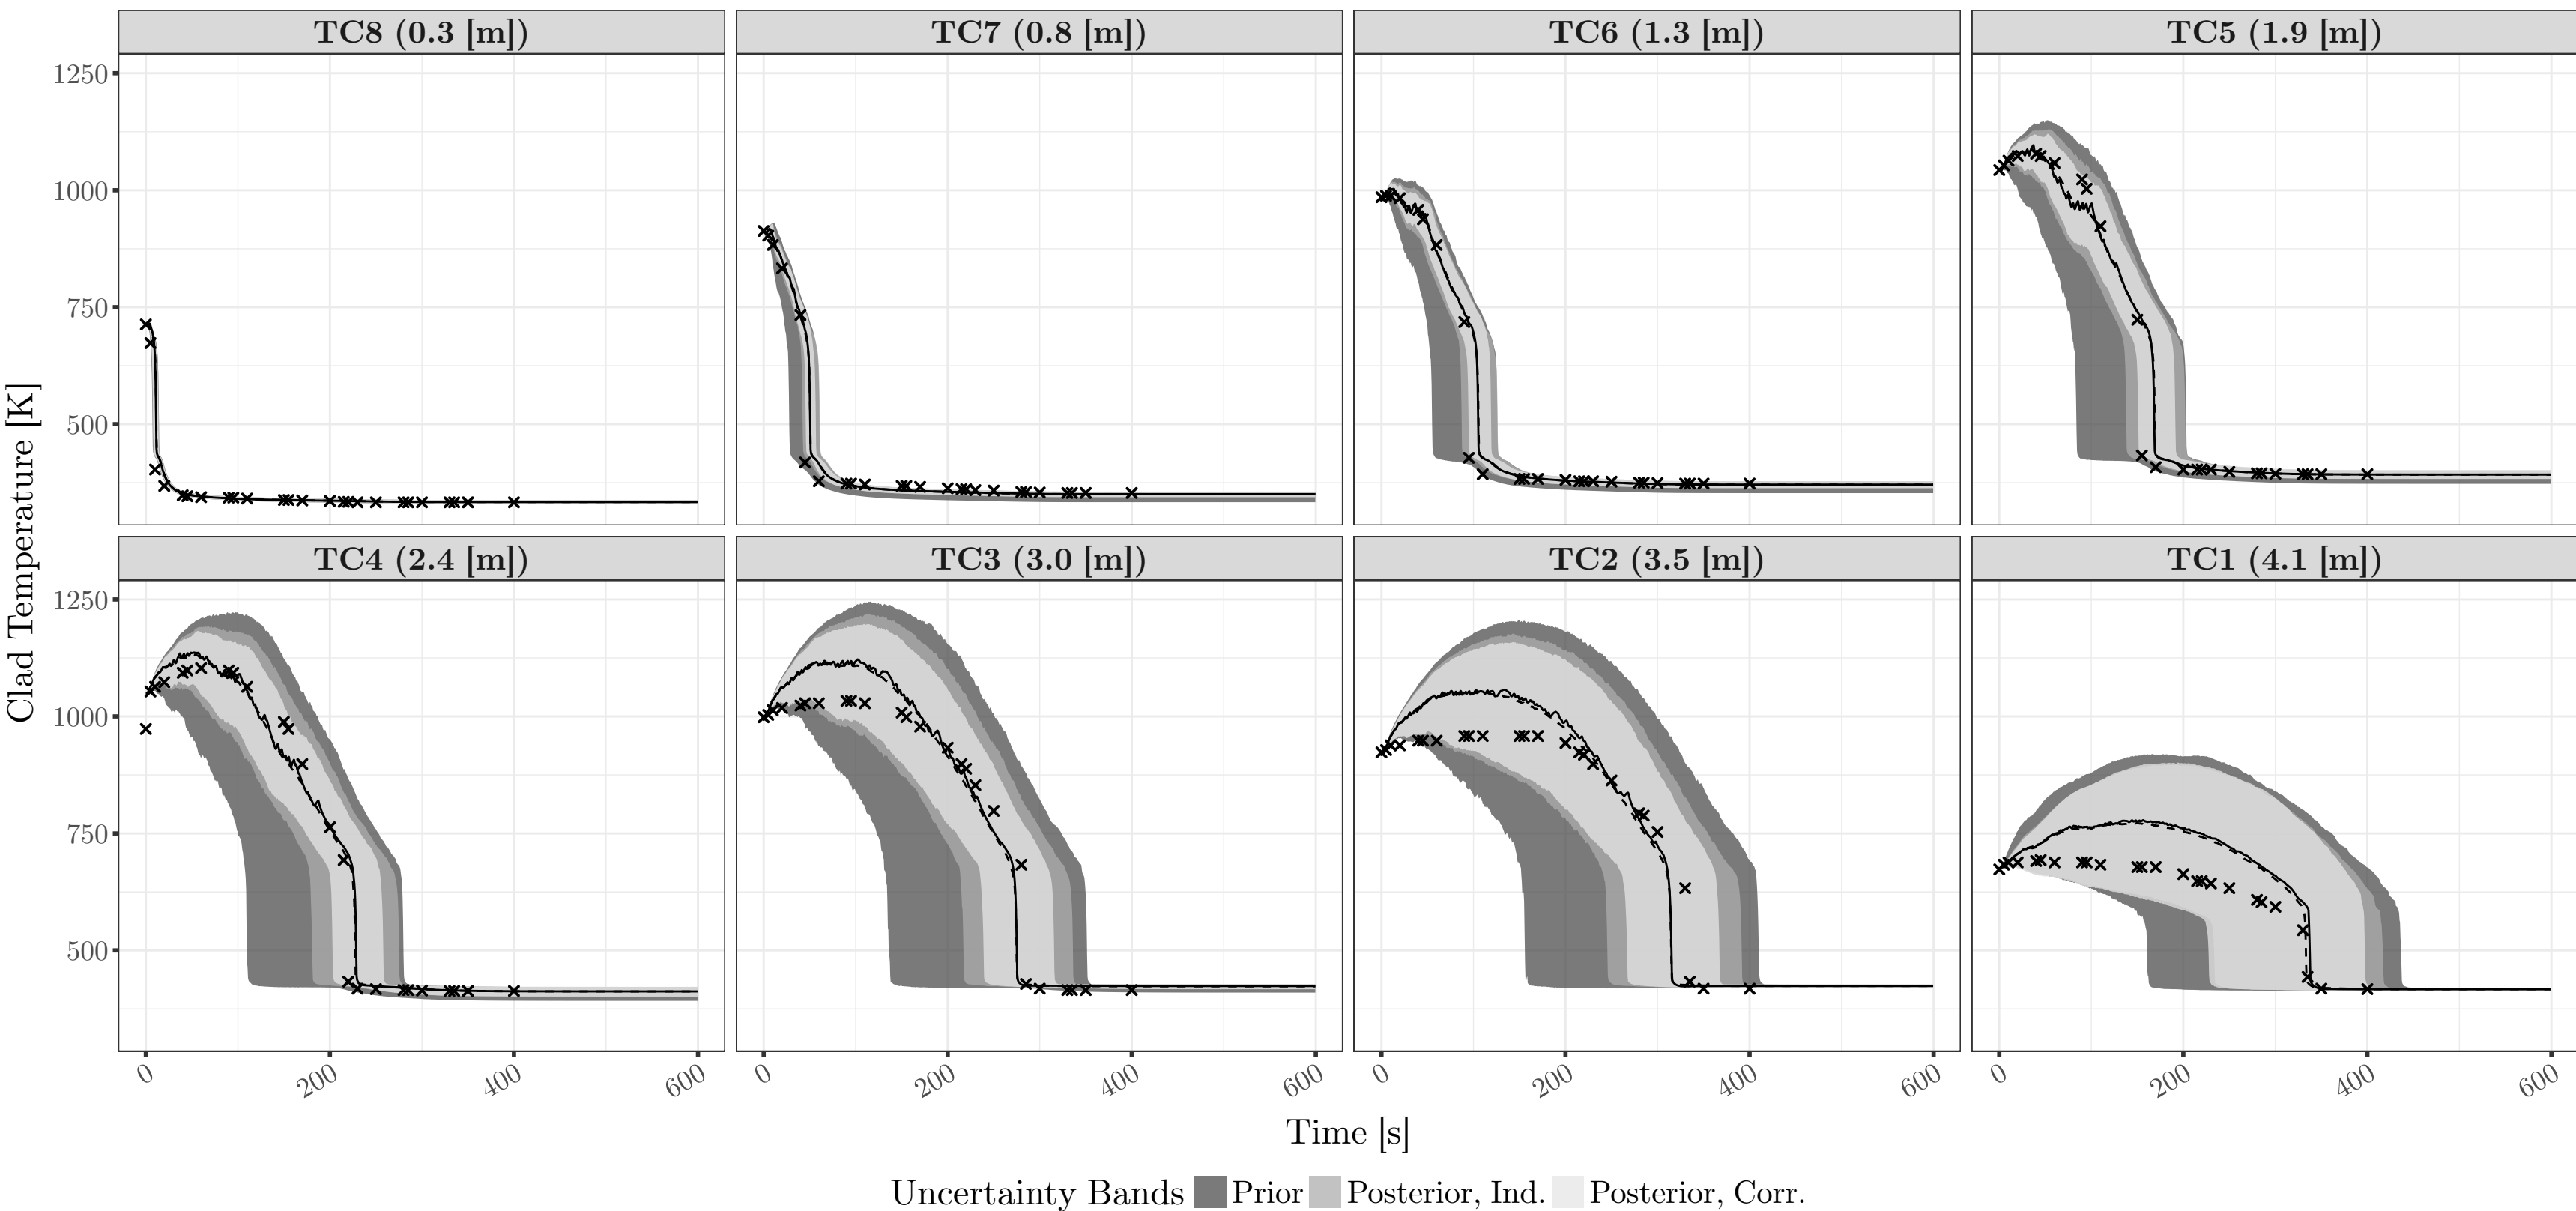 TC8 (0.3 [m])
TC7 (0.8 [m])
TC6 (1.3 [m])
TC5 (1.9 [m])
1250
1000
750
500
TC4 (2.4 [m])
TC3 (3.0 [m])
TC2 (3.5 [m])
TC1 (4.1 [m])
1250
1000
750
500
Clad Temperature [K]
0 200 400 600
0 200 400 600
0 200 400 600
0 200 400 600
Time [s]
Uncertainty Bands Prior Posterior, Ind. Posterior, Corr.